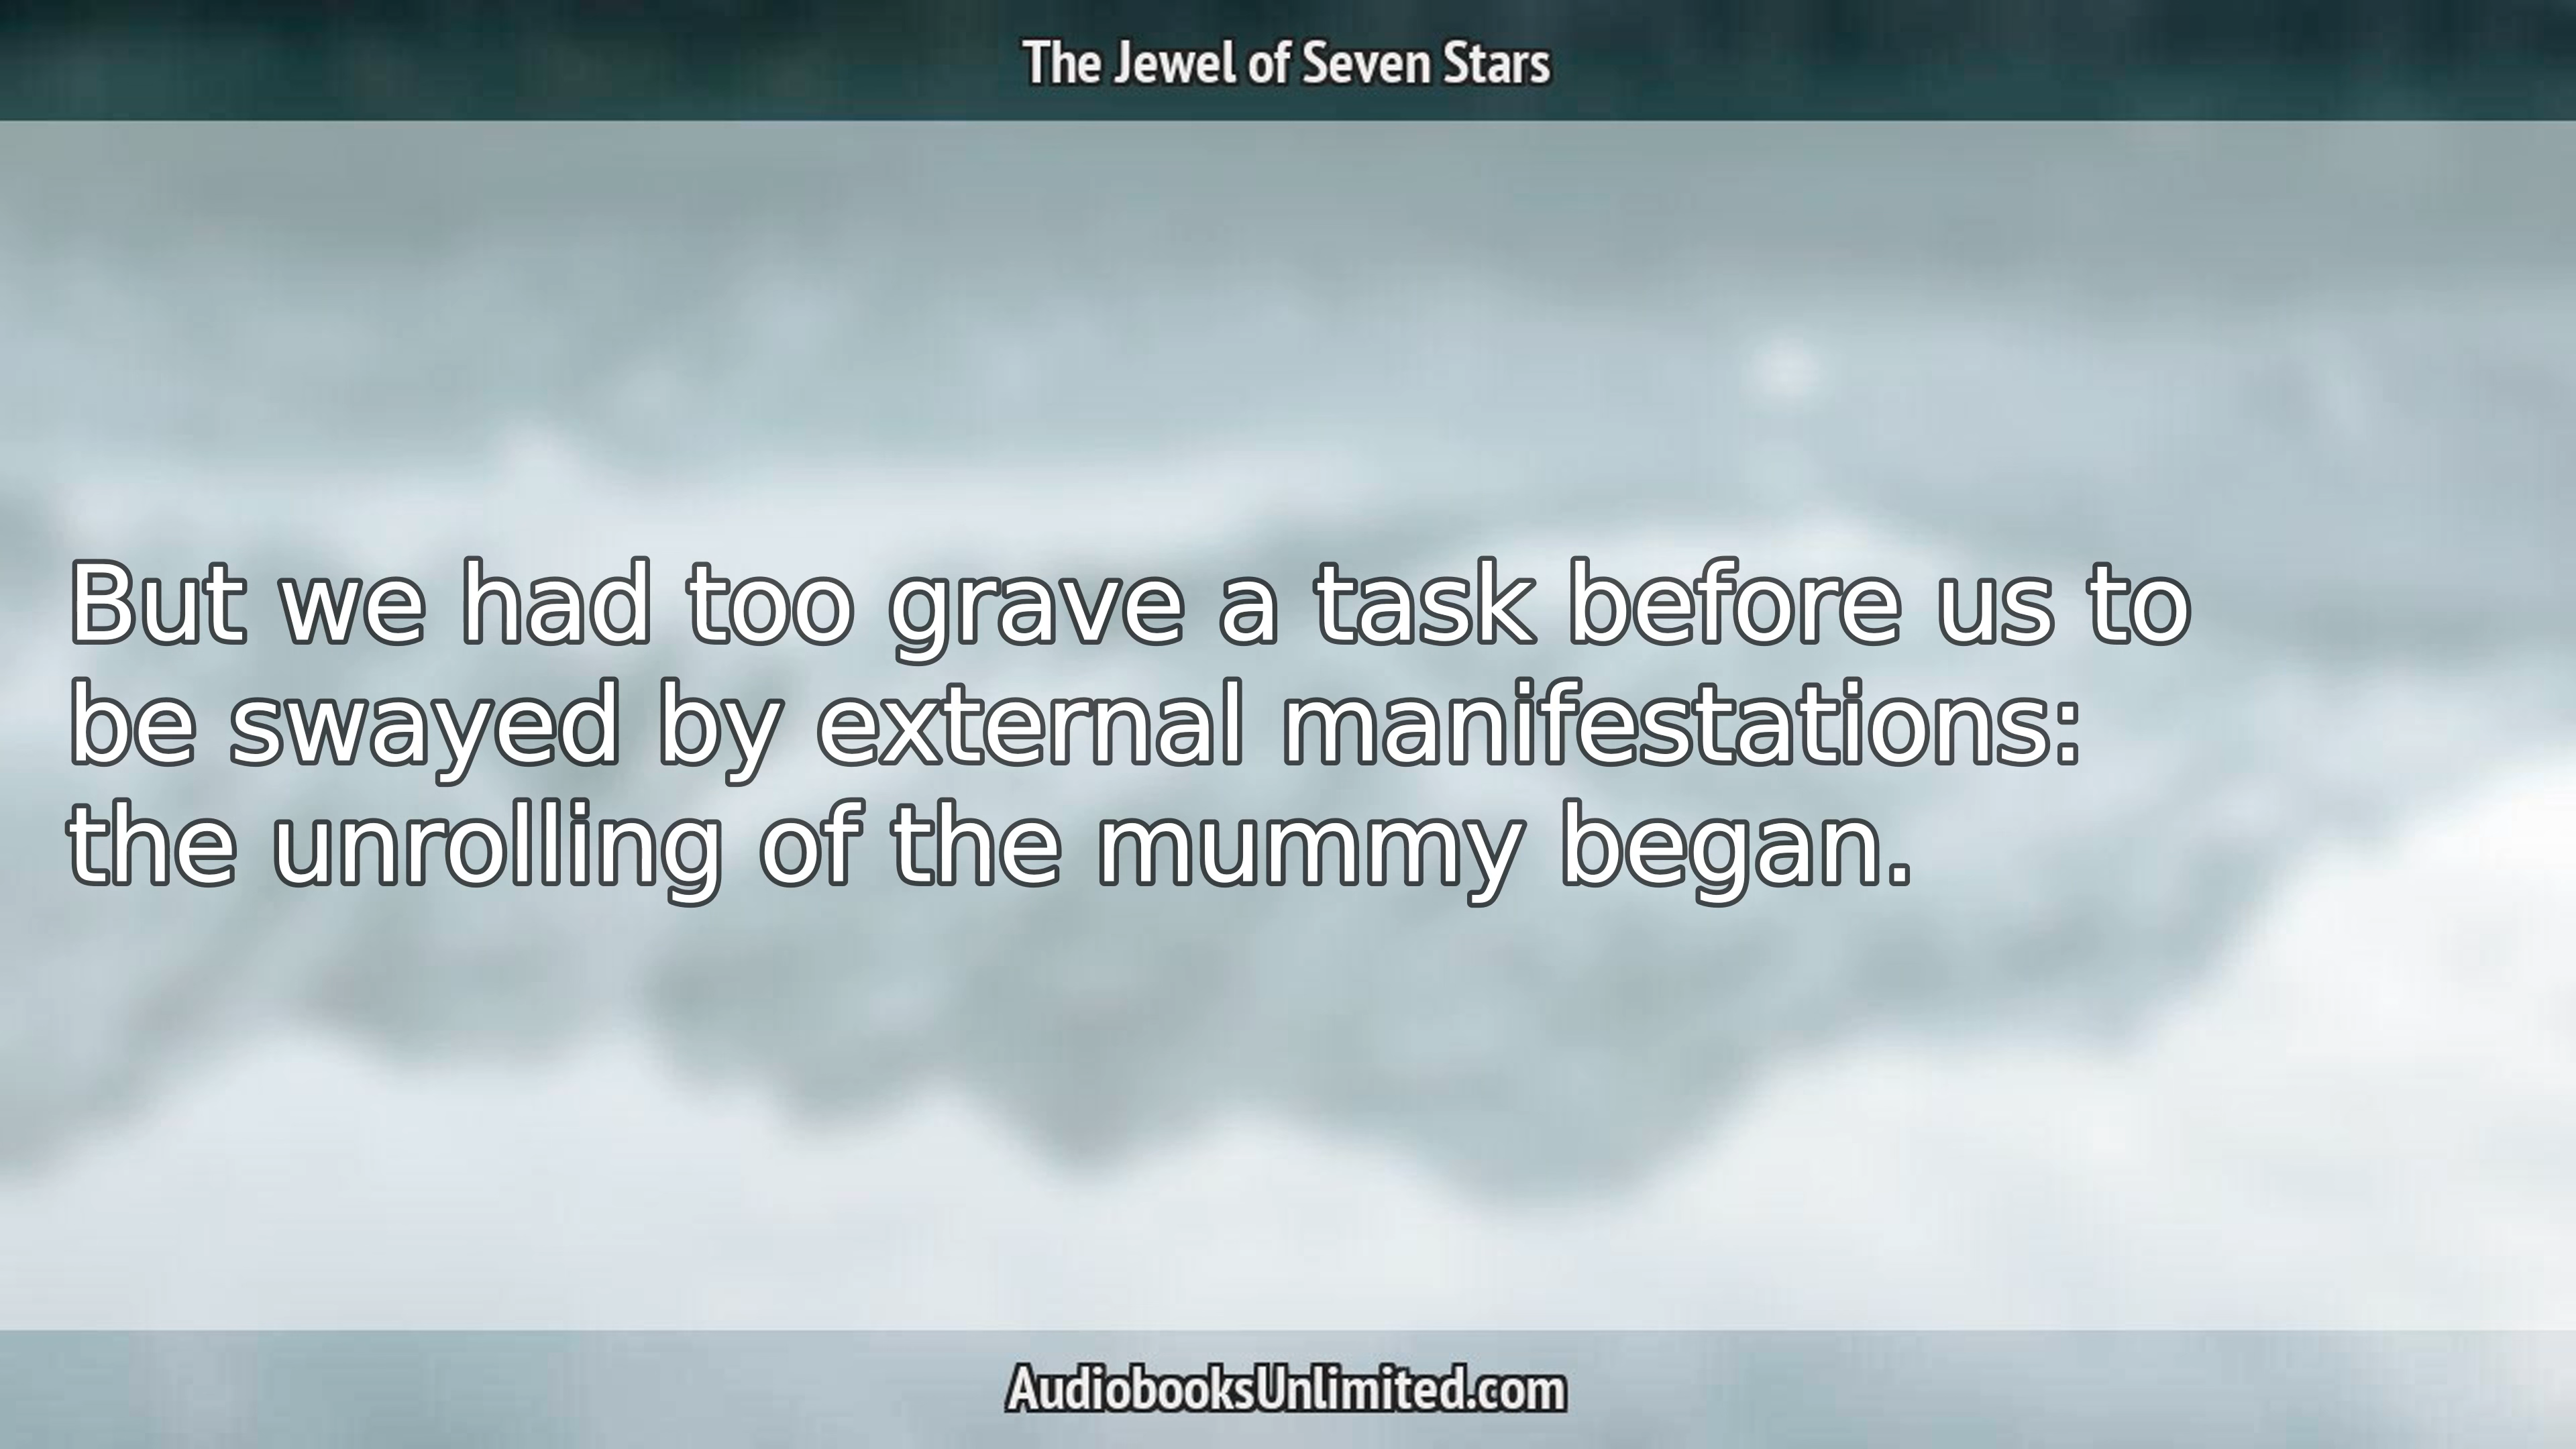 The Jewel of Seven Stars
But we had too grave a task before us to
be swayed by external manifestations:
the unrolling of the mummy began.
AudiobooksUnlimited.com